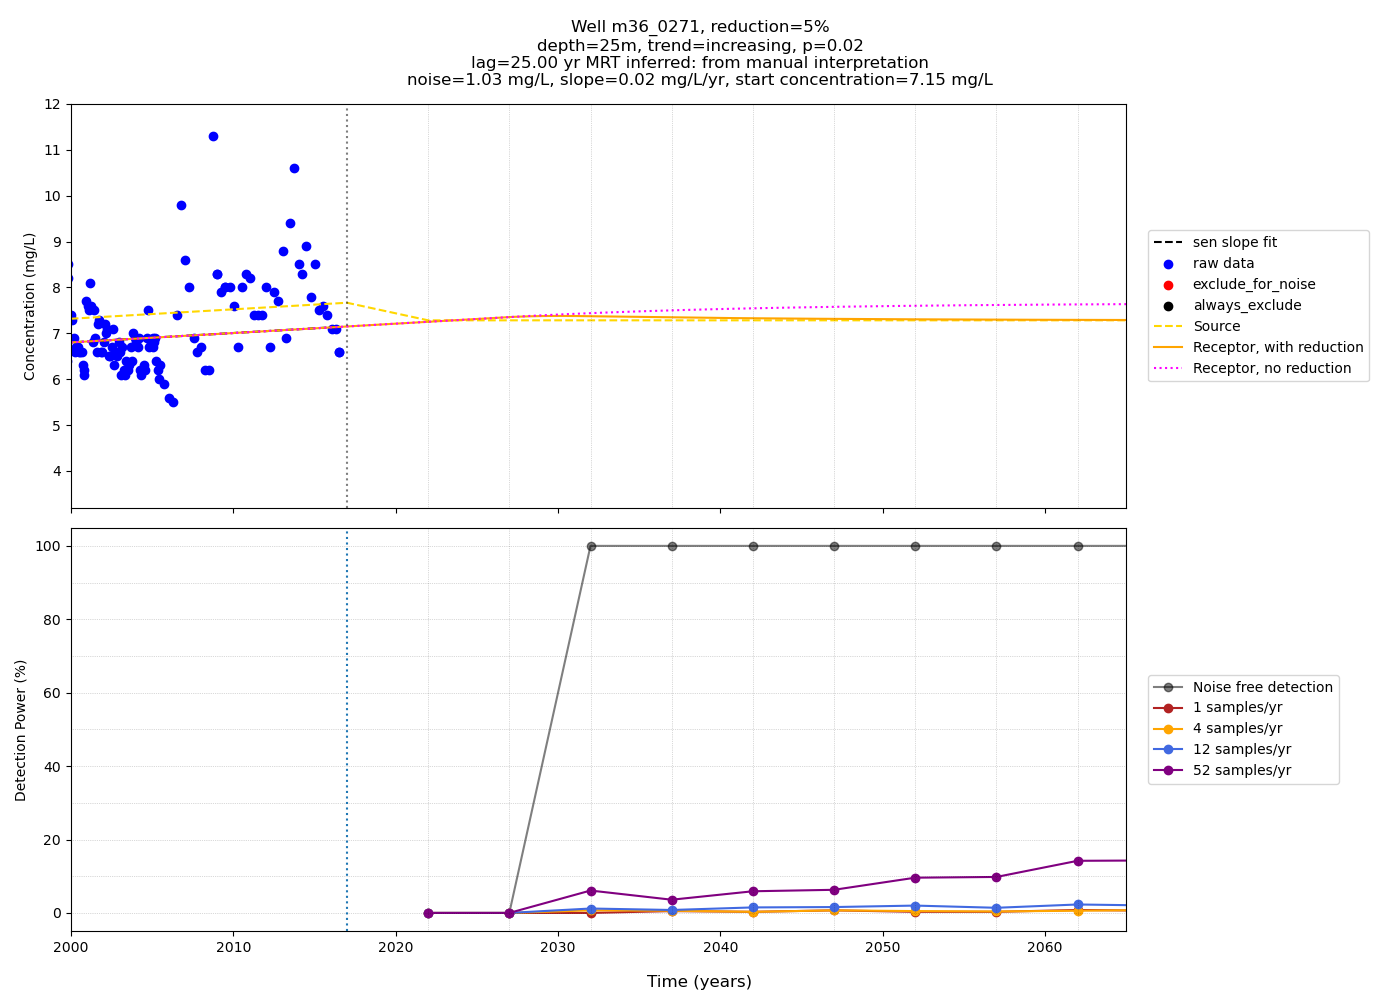 Well m36_0271, reduction=5%
depth=25m, trend=increasing, p=0.02
lag=25.00 yr MRT inferred: from manual interpretation
noise=1.03 mg/L, slope=0.02 mg/L/yr, start concentration=7.15 mg/L
12
11
10
9
8
7
6
5
4
Concentration (mg/L)
sen slope fit
raw data
exclude_for_noise
always_exclude
Source
Receptor, with reduction
Receptor, no reduction
100
80
60
40
20
0
Detection Power (%)
Noise free detection
1 samples/yr
4 samples/yr
12 samples/yr
52 samples/yr
2000 2010 2020 2030 2040 2050 2060
Time (years)